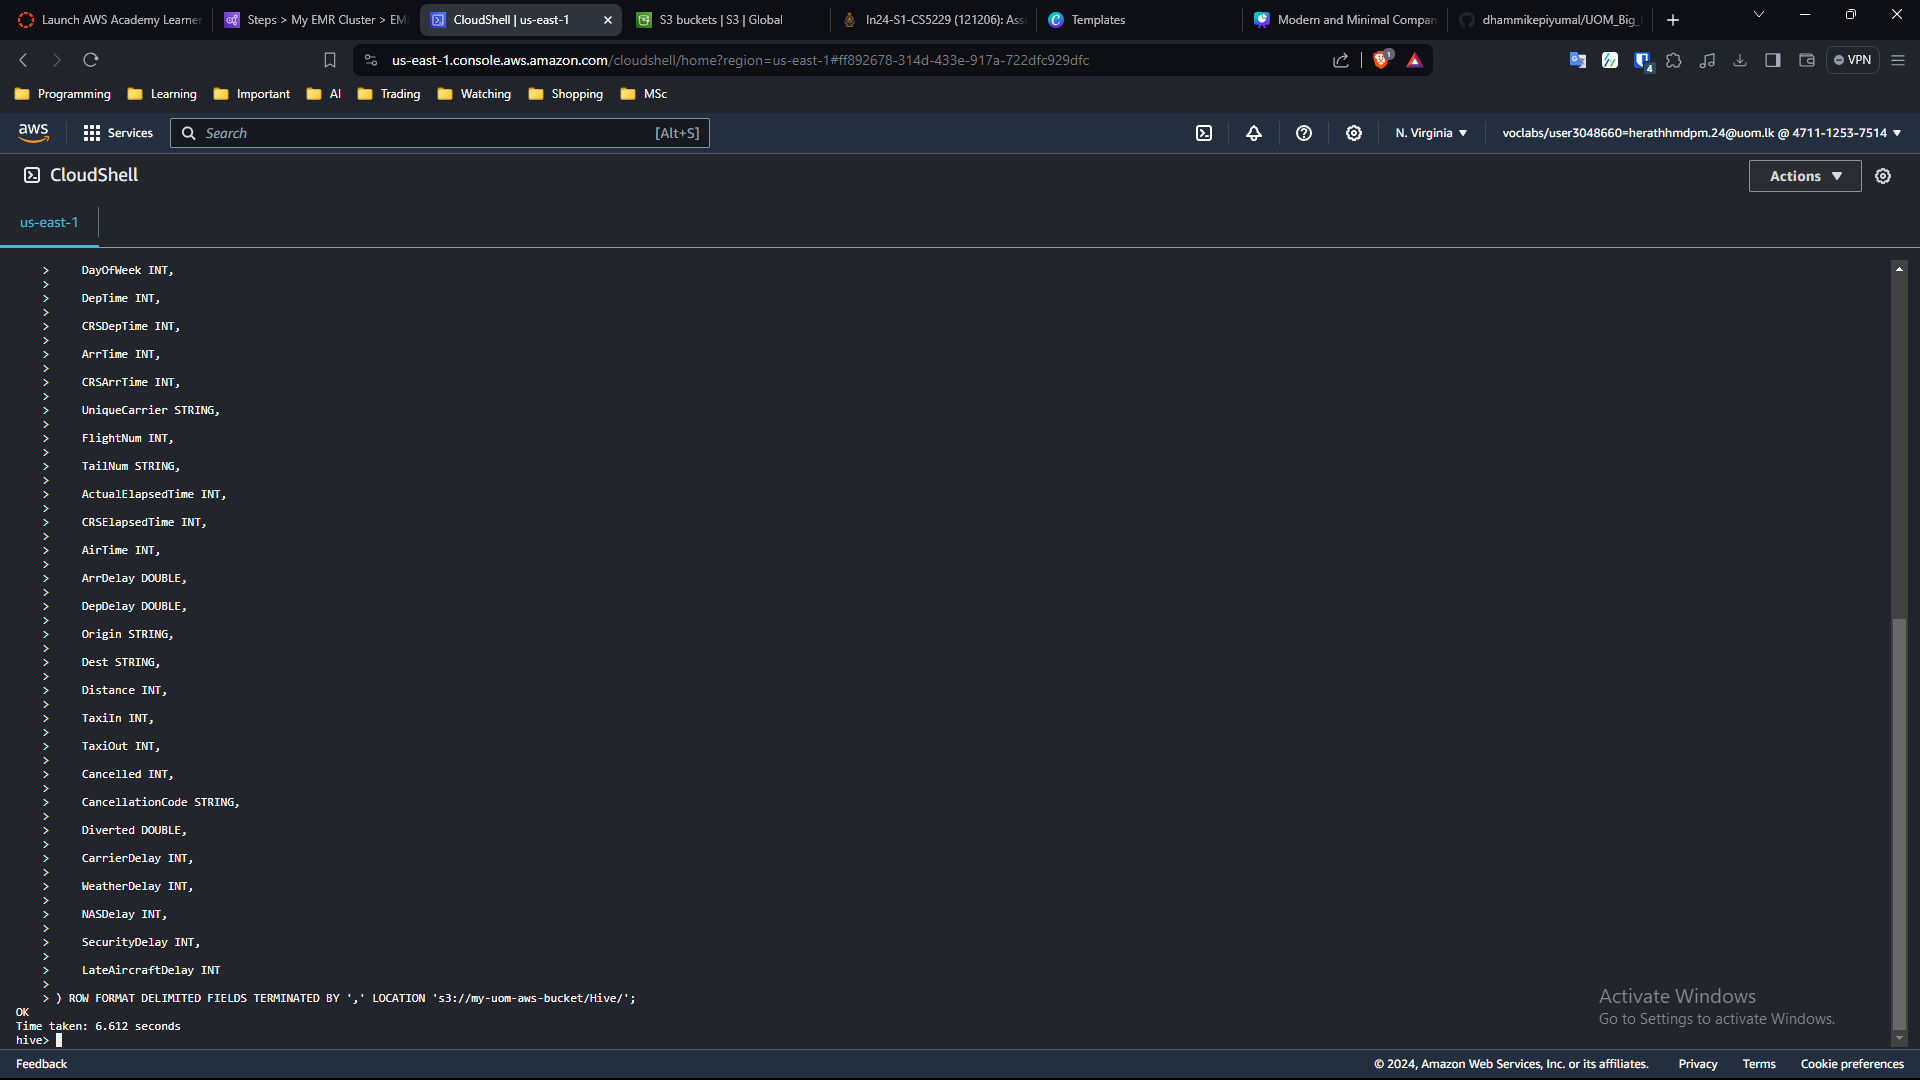 Launch AWS Academy Learner
Steps > My EMR Cluster > EM
CloudShell | us-east-1
S3 buckets | S3 | Global
In24-S1-CS5229 (121206): Assi
Templates
Modern and Minimal Compan
dhammikepiyumal/UOM_Big_
us-east-1.console.aws.amazon.com/cloudshell/home?region=us-east-1#ff892678-314d-433e-917a-722dfc929dfc
1
4
VPN
Programming
Learning
Important
AI
Trading
Watching
Shopping
MSc
aws
Services
Search
[Alt+S]
N. Virginia
voclabs/user3048660=herathhmdpm.24@uom.lk @ 4711-1253-7514
CloudShell
Actions
us-east-1
> DayOfWeek INT,
>
> DepTime INT,
>
> CRSDepTime INT,
>
> ArrTime INT,
>
> CRSArrTime INT,
>
> UniqueCarrier STRING,
>
> FlightNum INT,
>
> TailNum STRING,
>
> ActualElapsedTime INT,
>
> CRSElapsedTime INT,
>
> AirTime INT,
>
> ArrDelay DOUBLE,
>
> DepDelay DOUBLE,
>
> Origin STRING,
>
> Dest STRING,
>
> Distance INT,
>
> TaxiIn INT,
>
> TaxiOut INT,
>
> Cancelled INT,
>
> CancellationCode STRING,
>
> Diverted DOUBLE,
>
> CarrierDelay INT,
>
> WeatherDelay INT,
>
> NASDelay INT,
>
> SecurityDelay INT,
>
> LateAircraftDelay INT
>
> ) ROW FORMAT DELIMITED FIELDS TERMINATED BY ',' LOCATION 's3://my-uom-aws-bucket/Hive/';
OK
Time taken: 6.612 seconds
hive>
Activate Windows
Go to Settings to activate Windows.
Feedback
© 2024, Amazon Web Services, Inc. or its affiliates.
Privacy
Terms
Cookie preferences